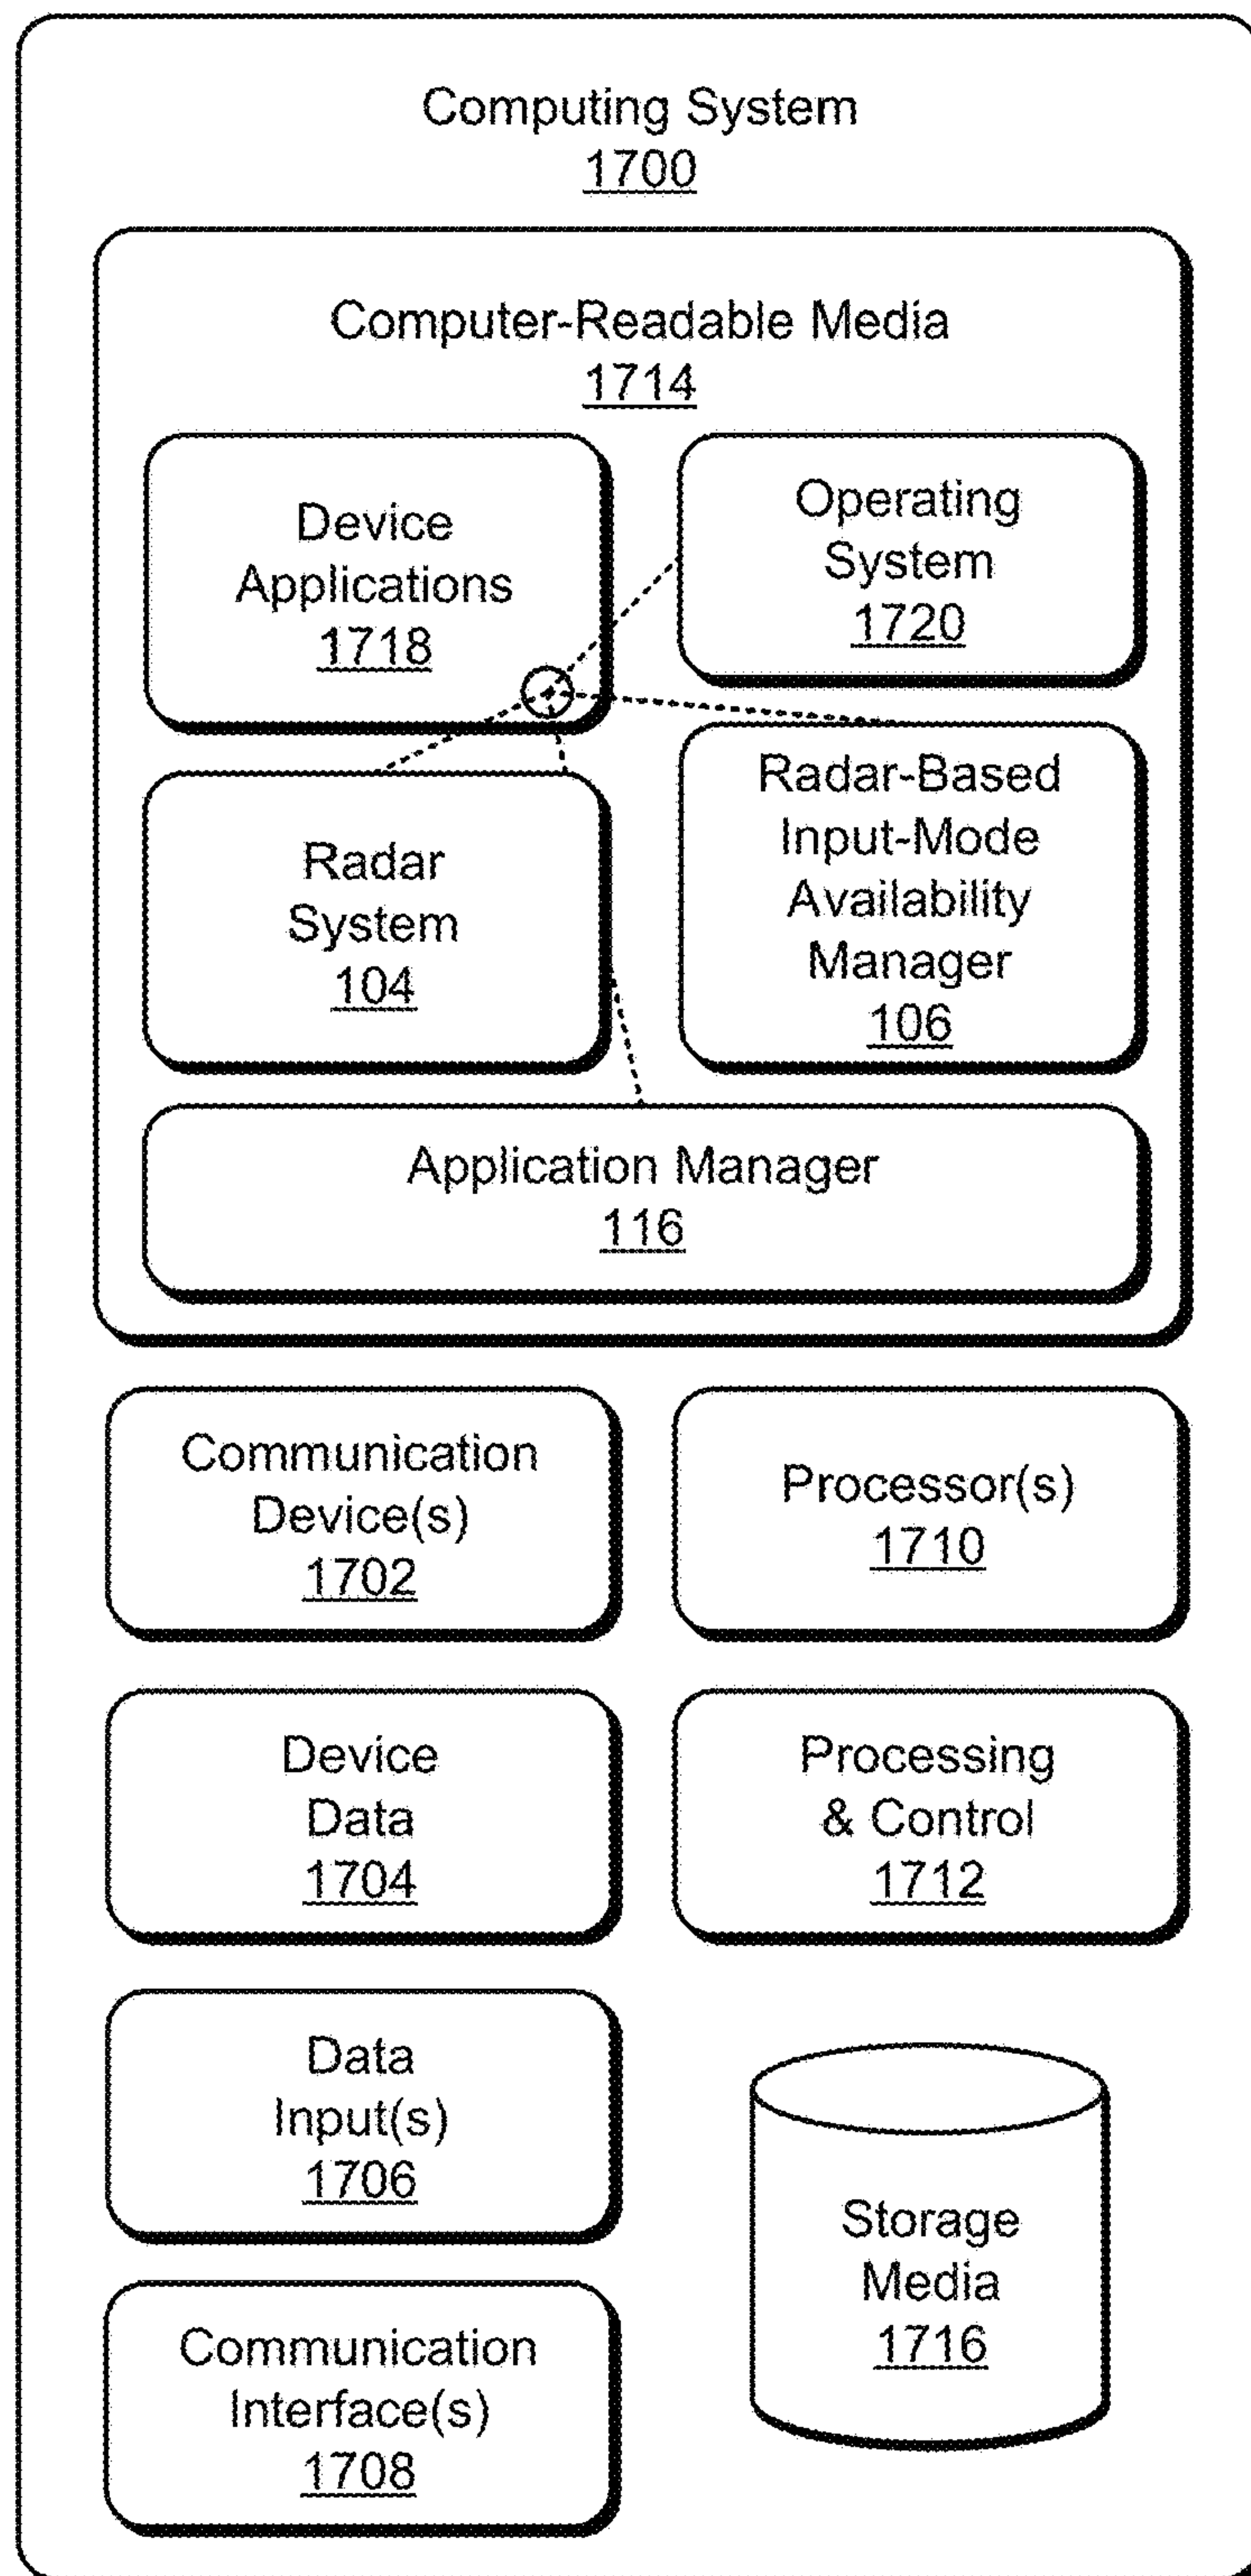 Computing System
1700
Computer-Readable Media
1714
Device
Applications
1718
Operating
System
1720
Radar
System
104
Radar-Based
Input-Mode
Availability
Manager
106
Application Manager
116
Communication
Device(s)
1702
Processor(s)
1710
Device
Data
1704
Processing
& Control
1712
Data
Input(s)
1706
Storage
Media
1716
Communication
Interface(s)
1708